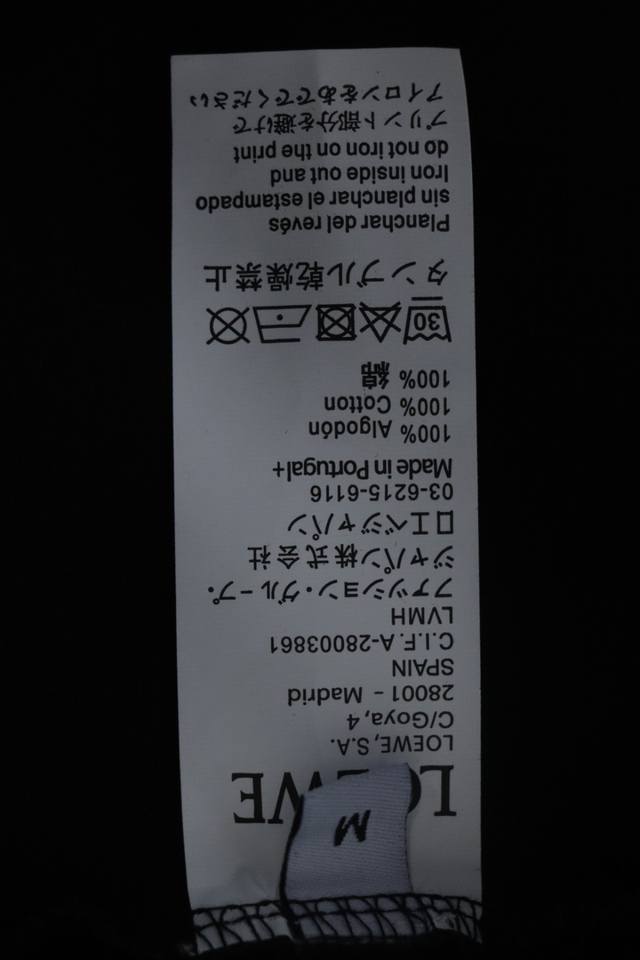 LOEWE
M
LOEWE, S.A.
C/Goya, 4
28001 - Madrid
SPAIN
C.I.F. A-28003861
LVMH
ファッション・グループ・
ジャパン株式会社
ロエベジャパン
03-6215-6116
Made in Portugal+
100% Algodón
100% Cotton
100% 綿
30
タンブル乾燥禁止
Planchar del revés
sin planchar el estampado
Iron inside out and
do not iron on the print
プリント部分を避けて
アイロンをあててください